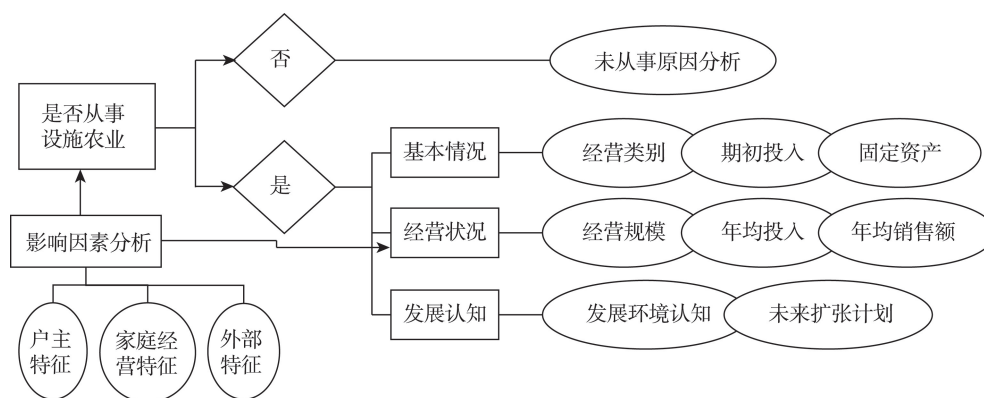 否
未从事原因分析
是否从事
设施农业
是
基本情况
经营类别
期初投入
固定资产
影响因素分析
经营状况
经营规模
年均投入
年均销售额
发展认知
发展环境认知
未来扩张计划
户主
特征
家庭经
营特征
外部
特征